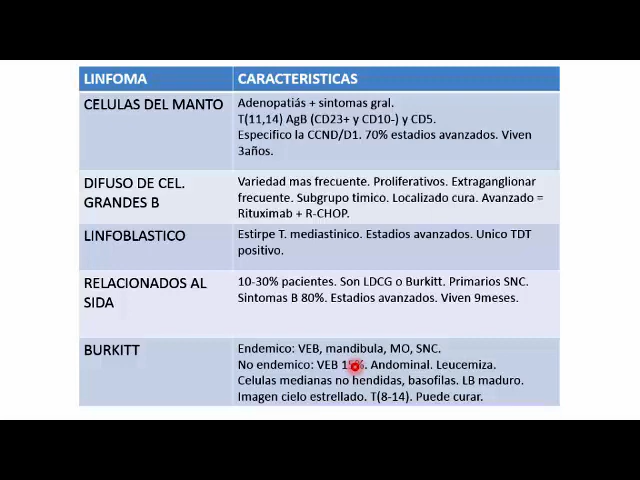 LINFOMA CARACTERISTICAS
CELULAS DEL MANTO
Adenopatiás + sintomas gral.
T(11,14) AgB (CD23+ y CD10-) y CD5.
Especifico la CCND/D1. 70% estadios avanzados. Viven
3años.
DIFUSO DE CEL.
GRANDES B
Variedad mas frecuente. Proliferativos. Extraganglionar
frecuente. Subgrupo timico. Localizado cura. Avanzado =
Rituximab + R-CHOP.
LINFOBLASTICO
Estirpe T. mediastinico. Estadios avanzados. Unico TDT
positivo.
RELACIONADOS AL
SIDA
10-30% pacientes. Son LDCG o Burkitt. Primarios SNC.
Sintomas B 80%. Estadios avanzados. Viven 9meses.
BURKITT
Endemico: VEB, mandibula, MO, SNC.
No endemico: VEB Andominal. Leucemiza.
Celulas medianas no hendidas, basofilas. LB maduro.
Imagen cielo estrellado. T(8-14). Puede curar.